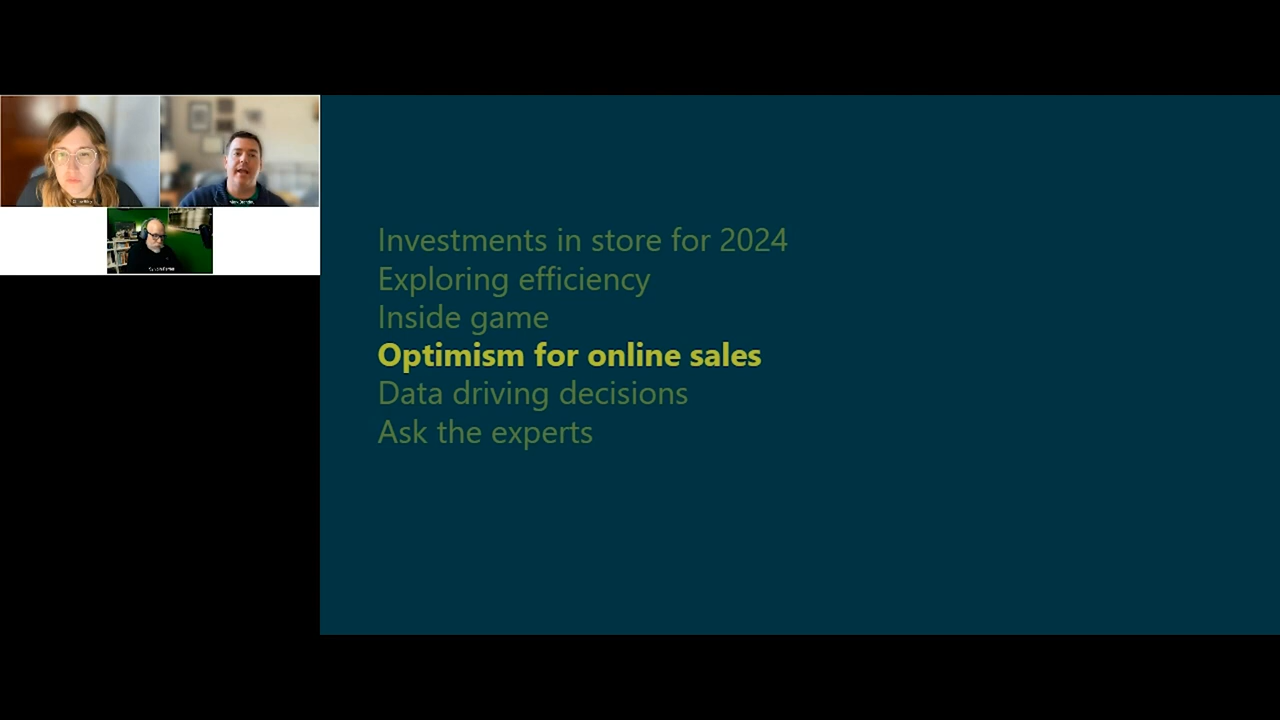 Investments in store for 2024
Exploring efficiency
Inside game
Optimism for online sales
Data driving decisions
Ask the experts